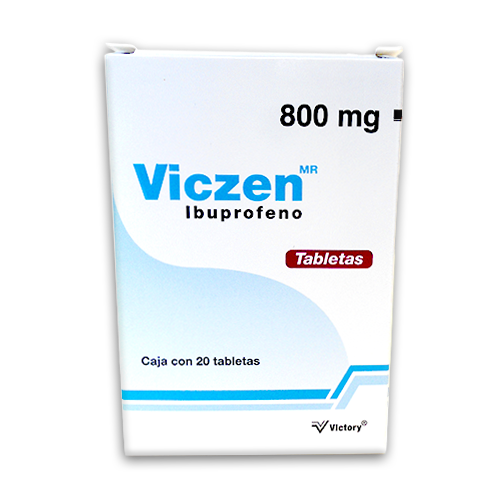 800 mg
Viczen MR
Ibuprofeno
Tabletas
Caja con 20 tabletas
Victory®